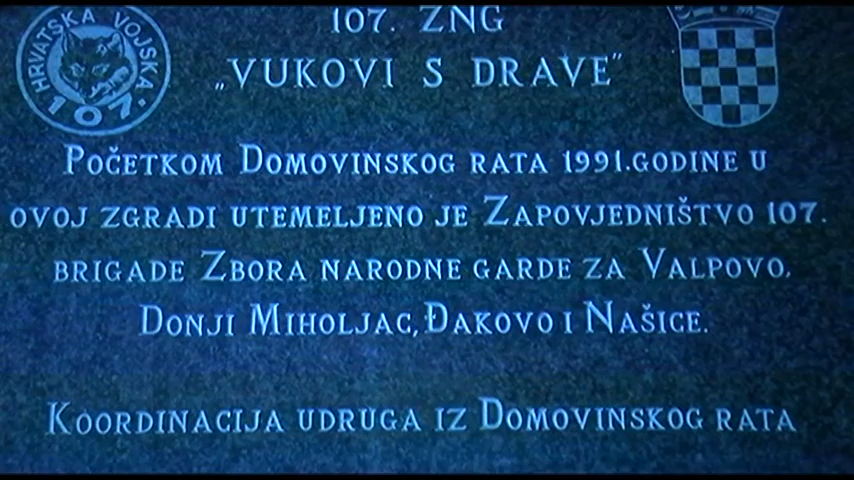 HRVATSKA VOJSKA
107.
107. ZNG
„VUKOVI S DRAVE"
POČETKOM DOMOVINSKOG RATA 1991.GODINE U
OVOJ ZGRADI UTEMELJENO JE ZAPOVJEDNIŠTVO 107.
BRIGADE ZBORA NARODNE GARDE ZA VALPOVO,
DONJI MIHOLJAC, ĐAKOVO I NAŠICE.
KOORDINACIJA UDRUGA IZ DOMOVINSKOG RATA